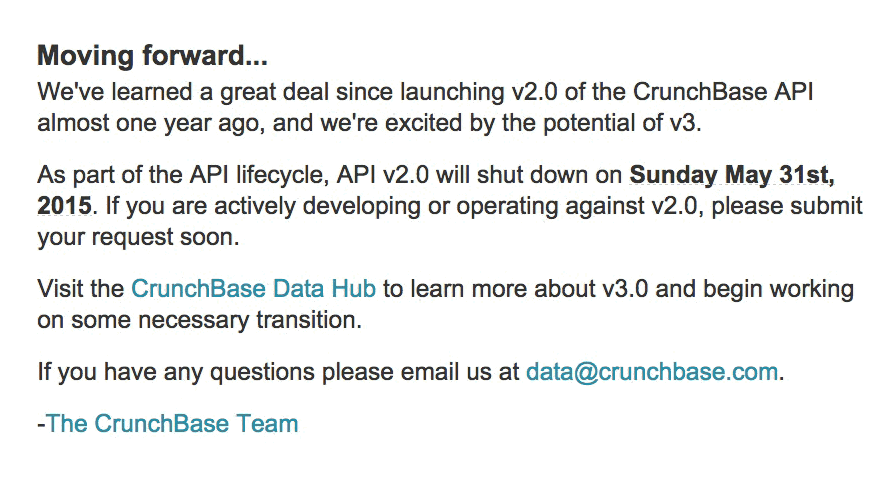 Moving forward...
We've learned a great deal since launching v2.0 of the CrunchBase API
almost one year ago, and we're excited by the potential of v3.
As part of the API lifecycle, API v2.0 will shut down on Sunday May 31st,
2015. If you are actively developing or operating against v2.0, please submit
your request soon.
Visit the CrunchBase Data Hub to learn more about v3.0 and begin working
on some necessary transition.
If you have any questions please email us at data@crunchbase.com.
-The CrunchBase Team